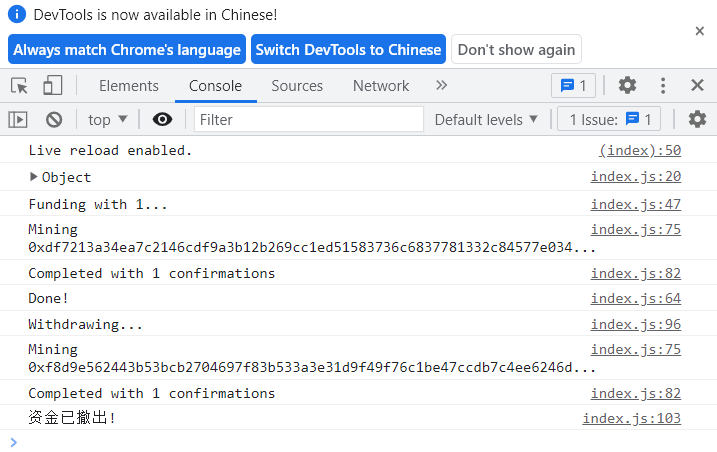 DevTools is now available in Chinese!
Always match Chrome's language Switch DevTools to Chinese Don't show again
Elements Console Sources Network 1
top Filter Default levels 1 Issue: 1
Live reload enabled. (index):50
Object index.js:20
Funding with 1... index.js:47
Mining index.js:75
0xdf7213a34ea7c2146cdf9a3b12b269cc1ed51583736c6837781332c84577e034...
Completed with 1 confirmations index.js:82
Done! index.js:64
Withdrawing... index.js:96
Mining index.js:75
0xf8d9e562443b53bcb2704697f83b533a3e31d9f49f76c1be47ccdb7c4ee6246d...
Completed with 1 confirmations index.js:82
资金已撤出! index.js:103